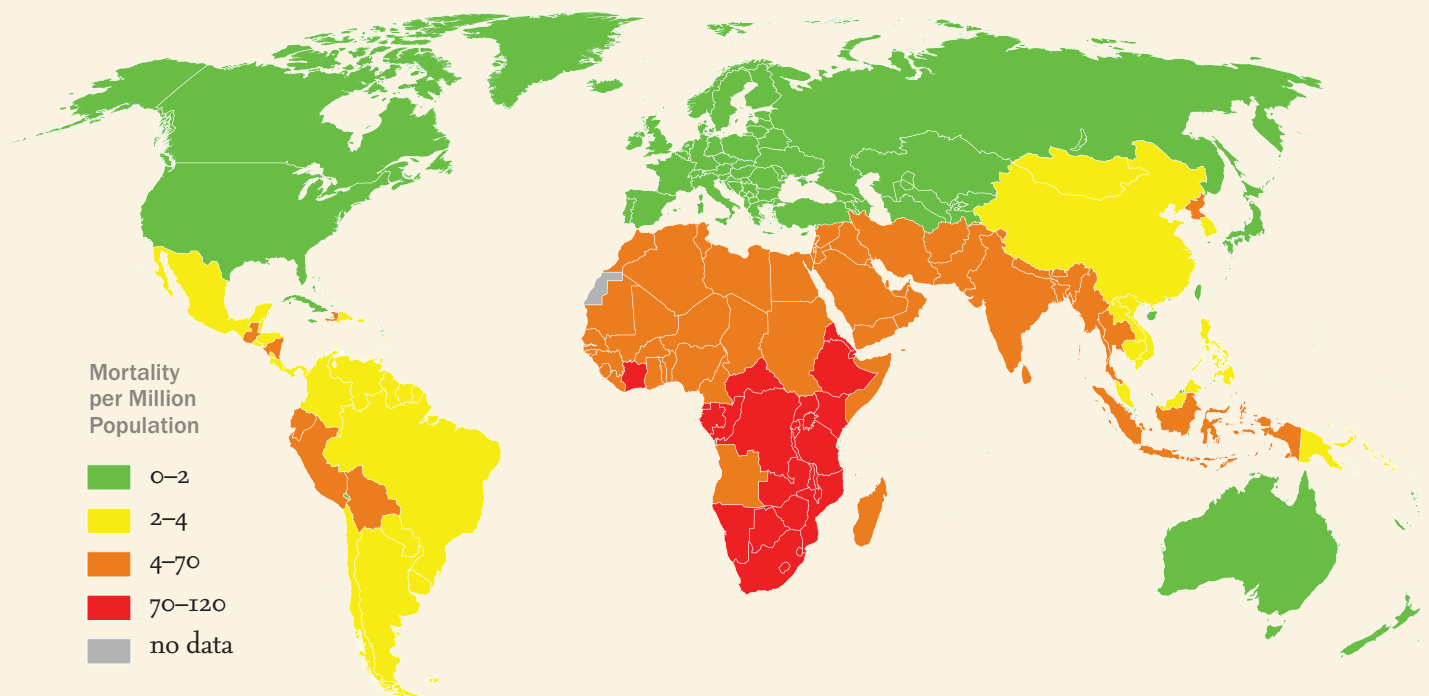 Mortality
per Million
Population
0–2
2–4
4–70
70–120
no data